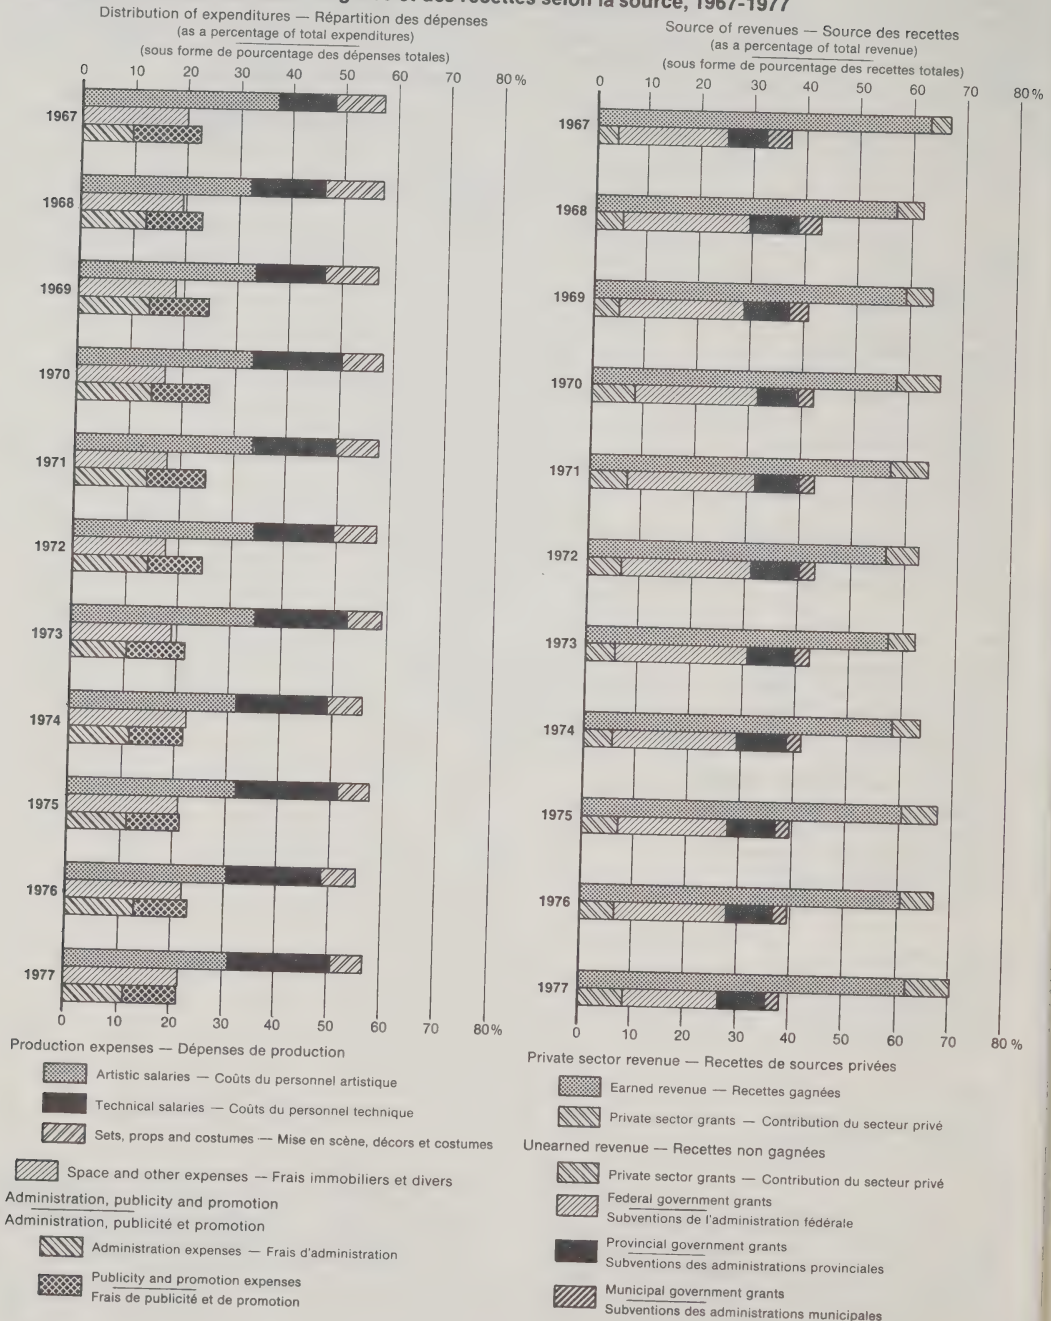 et des recettes selon la source, 1967-1977
Distribution of expenditures — Répartition des dépenses
(as a percentage of total expenditures)
(sous forme de pourcentage des dépenses totales)
0 10 20 30 40 50 60 70 80%
1967
1968
1969
1970
1971
1972
1973
1974
1975
1976
1977
0 10 20 30 40 50 60 70 80%
Production expenses — Dépenses de production
Artistic salaries — Coûts du personnel artistique
Technical salaries — Coûts du personnel technique
Sets, props and costumes — Mise en scène, décors et costumes
Space and other expenses — Frais immobiliers et divers
Administration, publicity and promotion
Administration, publicité et promotion
Administration expenses — Frais d'administration
Publicity and promotion expenses
Frais de publicité et de promotion
Source of revenues — Source des recettes
(as a percentage of total revenue)
(sous forme de pourcentage des recettes totales)
0 10 20 30 40 50 60 70 80%
1967
1968
1969
1970
1971
1972
1973
1974
1975
1976
1977
0 10 20 30 40 50 60 70 80%
Private sector revenue — Recettes de sources privées
Earned revenue — Recettes gagnées
Private sector grants — Contribution du secteur privé
Unearned revenue — Recettes non gagnées
Private sector grants — Contribution du secteur privé
Federal government grants
Subventions de l'administration fédérale
Provincial government grants
Subventions des administrations provinciales
Municipal government grants
Subventions des administrations municipales